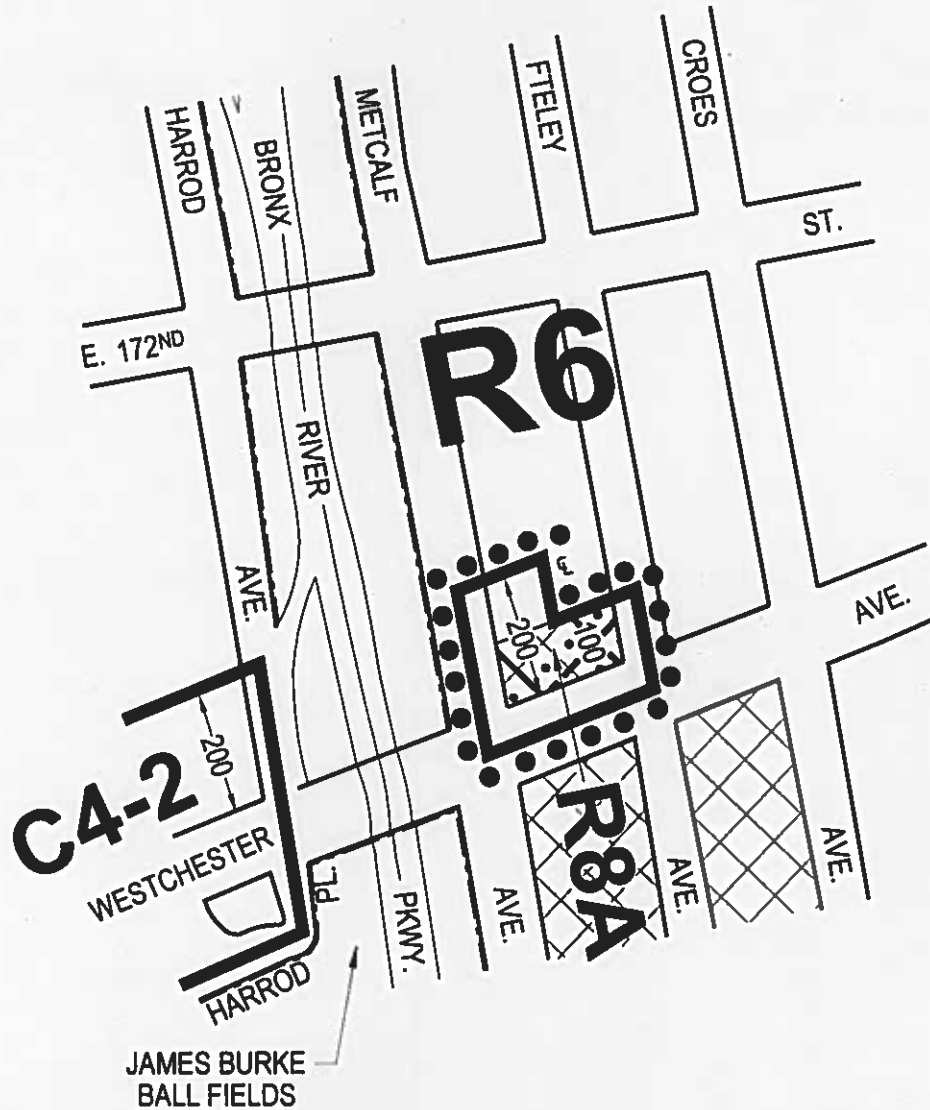 CROES
FTELEY
METCALF
HARROD
BRONX
ST.
E. 172ND
R6
RIVER
AVE.
℄
AVE.
200
100
200
C4-2
WESTCHESTER
R8A
AVE.
AVE.
AVE.
P.L.
PKWY.
HARROD
JAMES BURKE
BALL FIELDS